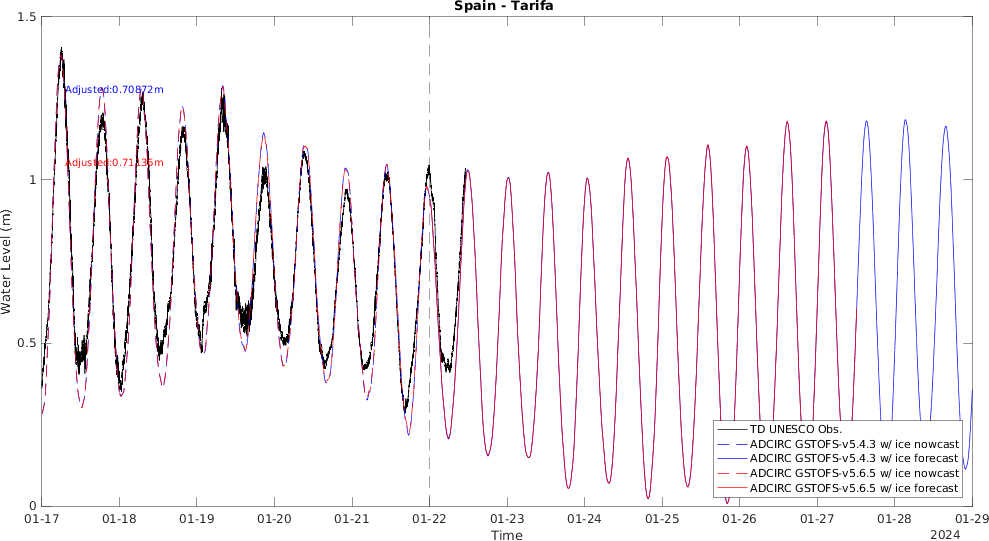 Spain - Tarifa
1.5
1
0.5
0
Water Level (m)
Adjusted:0.70872m
Adjusted:0.71136m
TD UNESCO Obs.
ADCIRC GSTOFS-v5.4.3 w/ ice nowcast
ADCIRC GSTOFS-v5.4.3 w/ ice forecast
ADCIRC GSTOFS-v5.6.5 w/ ice nowcast
ADCIRC GSTOFS-v5.6.5 w/ ice forecast
01-17 01-18 01-19 01-20 01-21 01-22 01-23 01-24 01-25 01-26 01-27 01-28 01-29
Time
2024